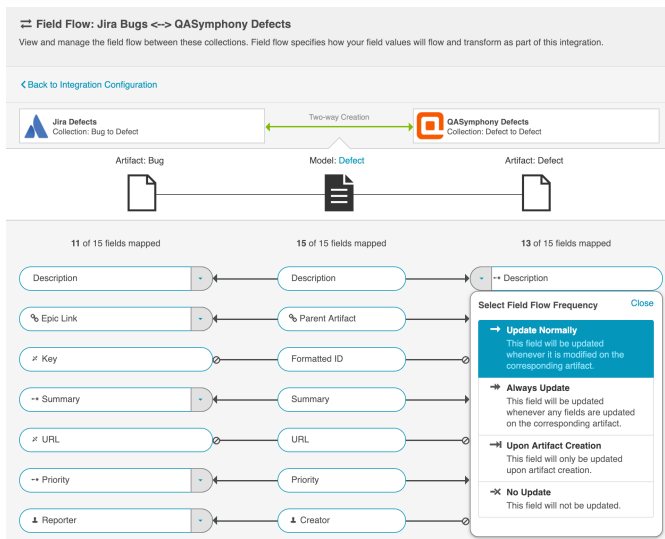 Field Flow: Jira Bugs <--> QASymphony Defects
View and manage the field flow between these collections. Field flow specifies how your field values will flow and transform as part of this integration.
Back to Integration Configuration
Jira Defects
Collection: Bug to Defect
Two-way Creation
QASymphony Defects
Collection: Defect to Defect
Artifact: Bug
Model: Defect
Artifact: Defect
11 of 15 fields mapped
15 of 15 fields mapped
13 of 15 fields mapped
Description
Description
Description
Epic Link
Parent Artifact
Key
Formatted ID
Summary
Summary
URL
URL
Priority
Priority
Reporter
Creator
Select Field Flow Frequency
Close
Update Normally
This field will be updated
whenever it is modified on the
corresponding artifact.
Always Update
This field will be updated
whenever any fields are updated
on the corresponding artifact.
Upon Artifact Creation
This field will only be updated
upon artifact creation.
No Update
This field will not be updated.